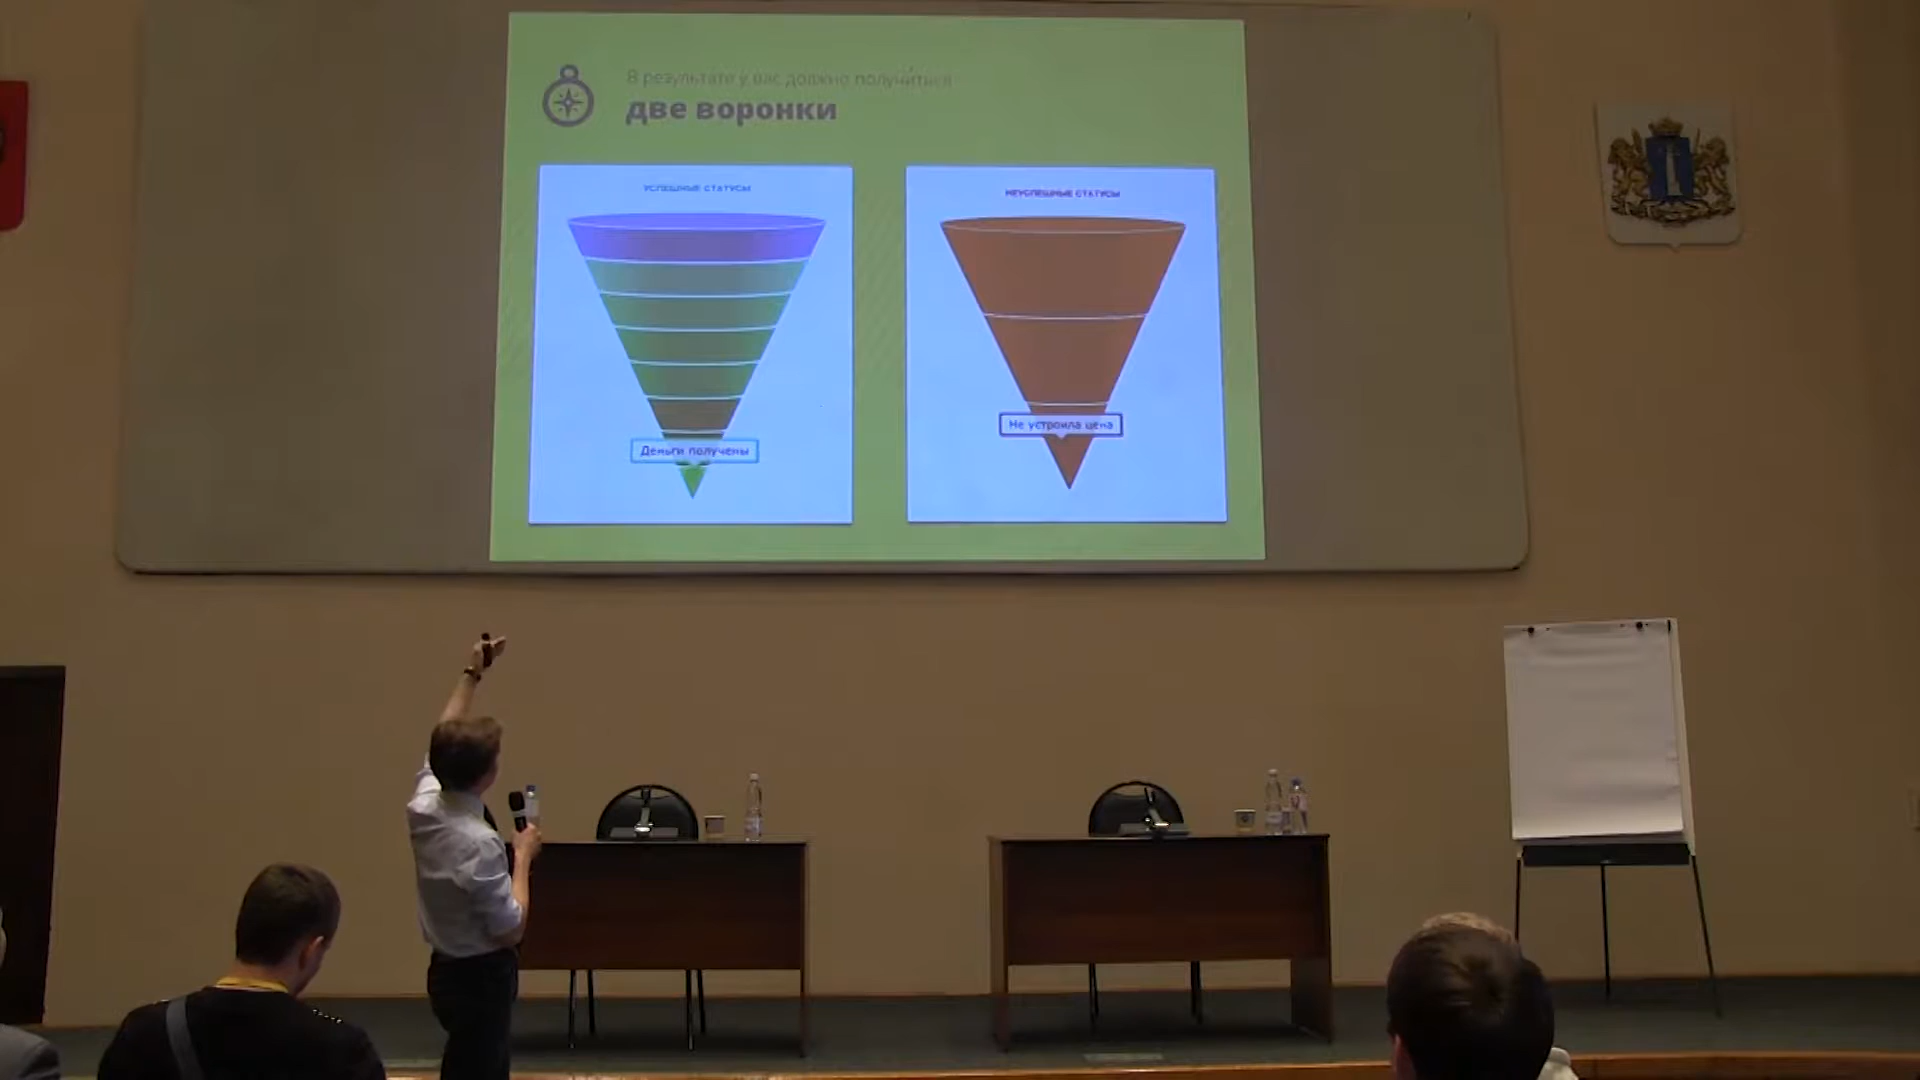 В результате у вас должно получиться
две воронки
УСПЕШНЫЕ СТАТУСЫ
НЕУСПЕШНЫЕ СТАТУСЫ
Деньги получены
Не устроила цена